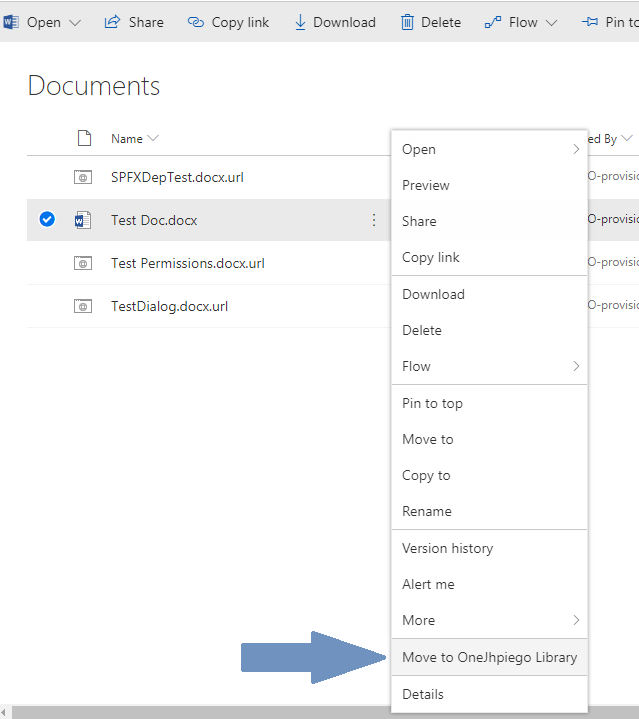 Open Share Copy link Download Delete Flow Pin to
Documents
Name ed By
SPFXDepTest.docx.url O-provisi
Test Doc.docx O-provisi
Test Permissions.docx.url O-provisi
TestDialog.docx.url O-provisi
Open
Preview
Share
Copy link
Download
Delete
Flow
Pin to top
Move to
Copy to
Rename
Version history
Alert me
More
Move to OneJhpiego Library
Details